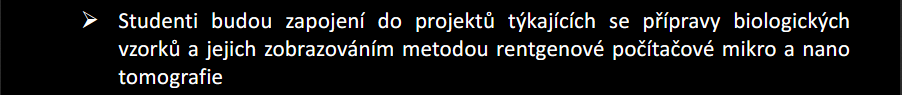 ➢ Studenti budou zapojení do projektů týkajících se přípravy biologických
vzorků a jejich zobrazováním metodou rentgenové počítačové mikro a nano
tomografie